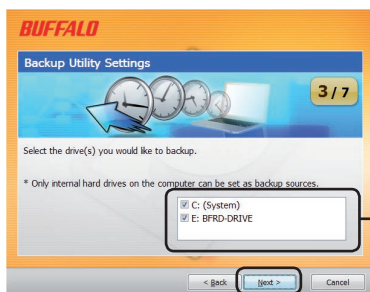 BUFFALO
Backup Utility Settings
3 / 7
Select the drive(s) you would like to backup.
* Only internal hard drives on the computer can be set as backup sources.
C: (System)
E: BFRD-DRIVE
< Back
Next >
Cancel